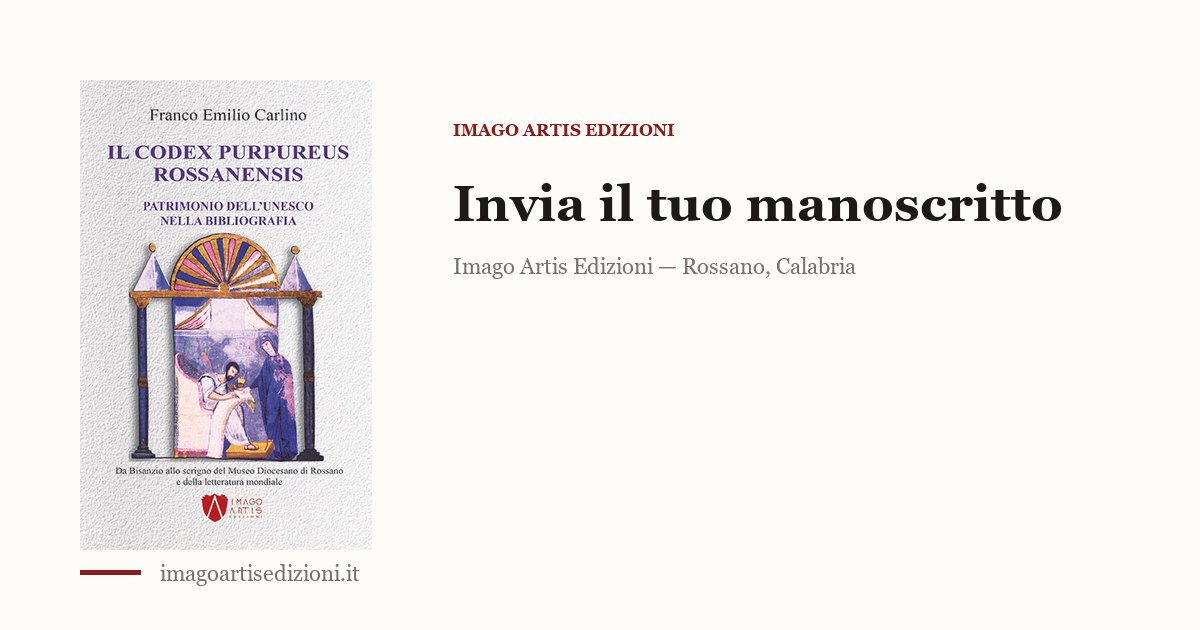 Franco Emilio Carlino
IL CODEX PURPUREUS
ROSSANENSIS
PATRIMONIO DELL'UNESCO
NELLA BIBLIOGRAFIA
Da Bisanzio allo scrigno del Museo Diocesano di Rossano
e della letteratura mondiale
IMAGO
ARTIS
EDIZIONI
IMAGO ARTIS EDIZIONI
Invia il tuo manoscritto
Imago Artis Edizioni — Rossano, Calabria
imagoartisedizioni.it